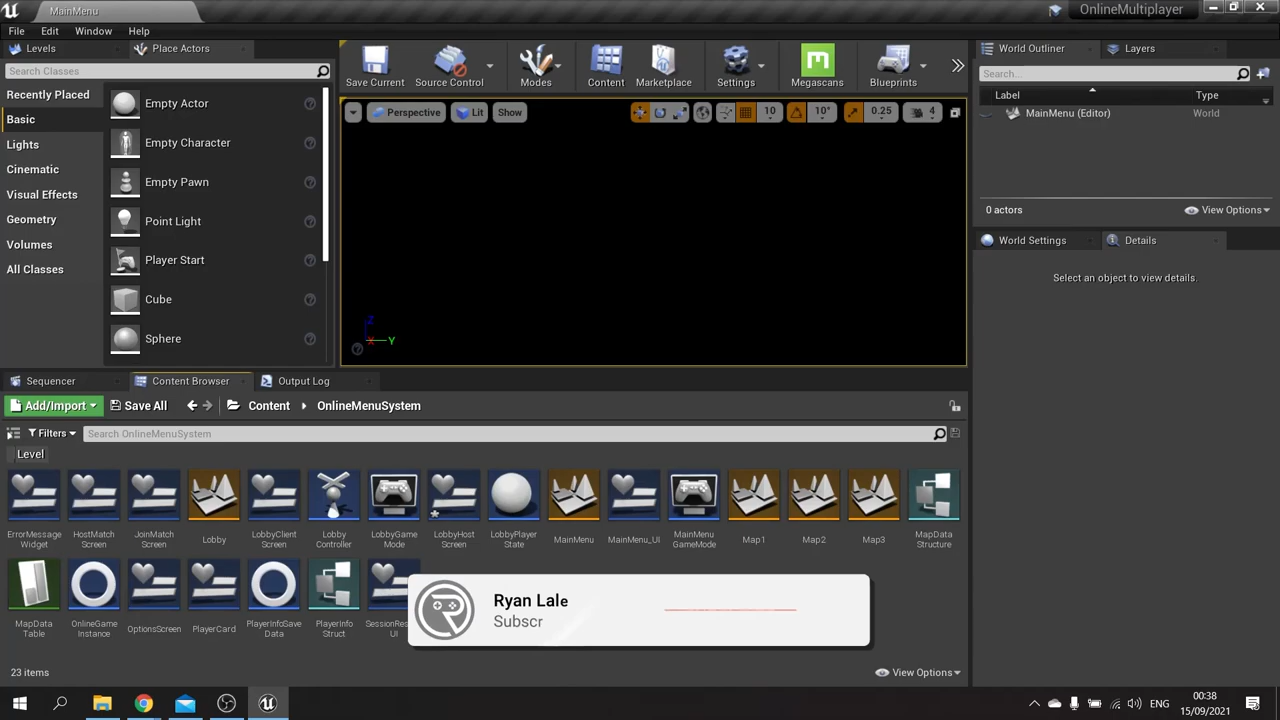 MainMenu
OnlineMultiplayer
File Edit Window Help
Levels
Place Actors
Search Classes
Recently Placed
Basic
Lights
Cinematic
Visual Effects
Geometry
Volumes
All Classes
Empty Actor
Empty Character
Empty Pawn
Point Light
Player Start
Cube
Sphere
Save Current
Source Control
Modes
Content
Marketplace
Settings
Megascans
Blueprints
Perspective
Lit
Show
10
10°
0.25
4
Z
X
Y
World Outliner
Layers
Search...
Label
Type
MainMenu (Editor)
World
0 actors
View Options
World Settings
Details
Select an object to view details.
Sequencer
Content Browser
Output Log
Add/Import
Save All
Content
OnlineMenuSystem
Filters
Search OnlineMenuSystem
Level
ErrorMessage
Widget
HostMatch
Screen
JoinMatch
Screen
Lobby
LobbyClient
Screen
Lobby
Controller
LobbyGame
Mode
LobbyHost
Screen
LobbyPlayer
State
MainMenu
MainMenu_UI
MainMenu
GameMode
Map1
Map2
Map3
MapData
Structure
MapData
Table
OnlineGame
Instance
OptionsScreen
PlayerCard
PlayerInfoSave
Data
PlayerInfo
Struct
SessionRes
UI
Ryan Lale
Subscr
23 items
View Options
ENG
00:38
15/09/2021